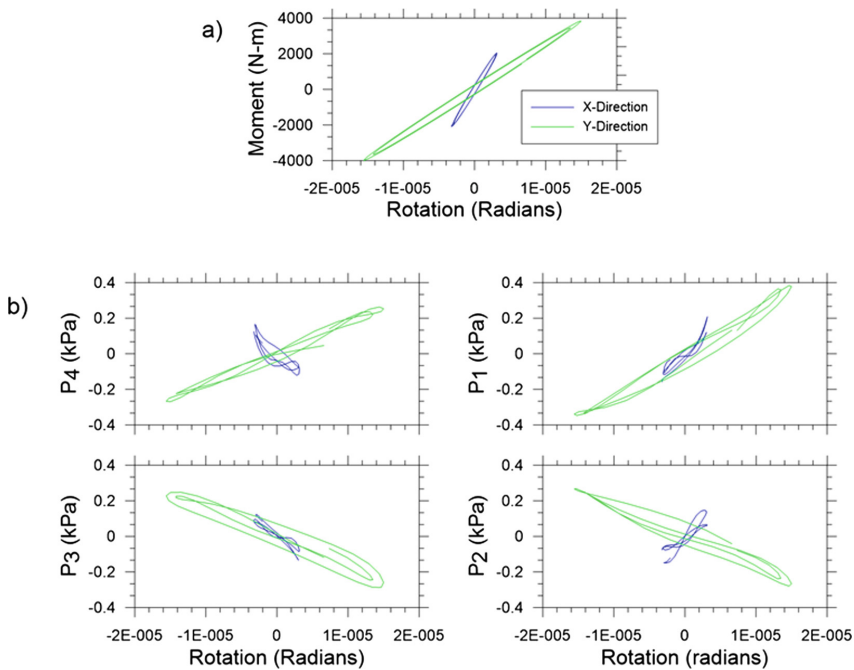 a)
Moment (N-m)
4000
2000
0
-2000
-4000
X-Direction
Y-Direction
-2E-005 -1E-005 0 1E-005 2E-005
Rotation (Radians)
b)
P4 (kPa)
0.4
0.2
0
-0.2
-0.4
P1 (kPa)
0.4
0.2
0
-0.2
-0.4
P3 (kPa)
0.4
0.2
0
-0.2
-0.4
-2E-005 -1E-005 0 1E-005 2E-005
Rotation (Radians)
P2 (kPa)
0.4
0.2
0
-0.2
-0.4
-2E-005 -1E-005 0 1E-005 2E-005
Rotation (radians)